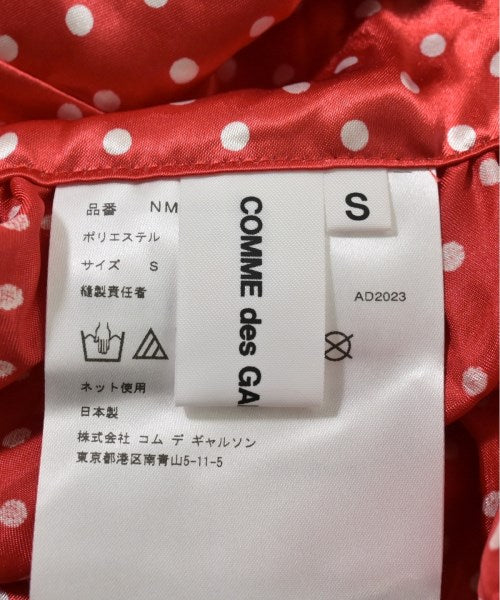 品番 NM
ポリエステル
サイズ S
縫製責任者
AD2023
ネット使用
日本製
株式会社 コム デ ギャルソン
東京都港区南青山5-11-5
COMME des GA
S